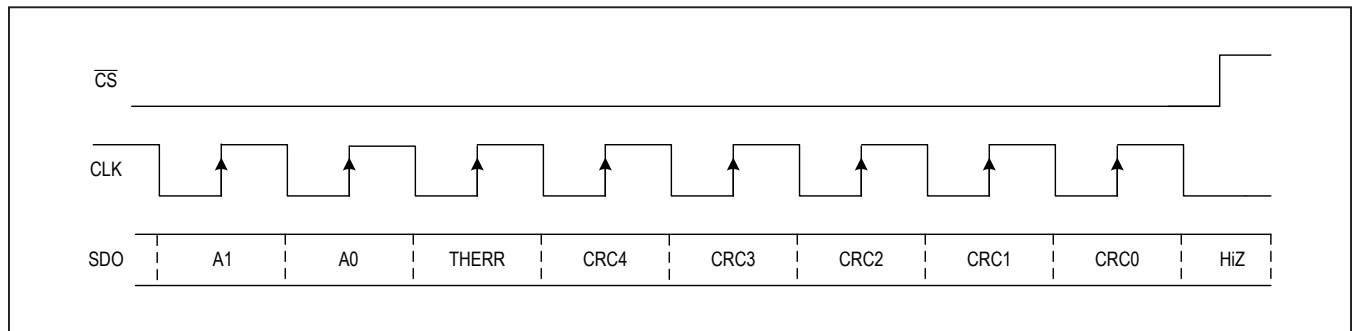 CS
CLK
SDO A1 A0 THERR CRC4 CRC3 CRC2 CRC1 CRC0 HiZ